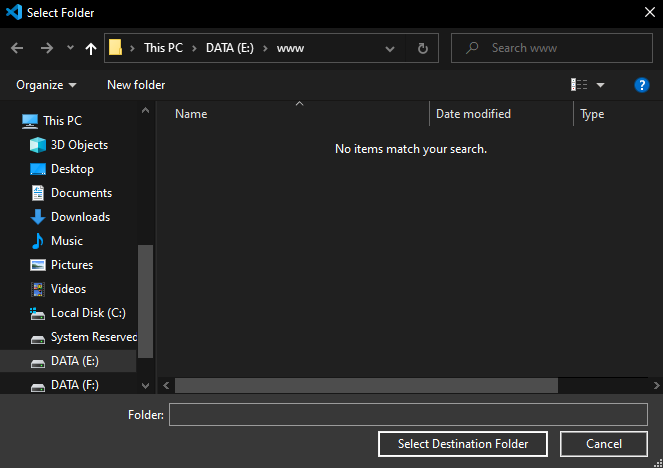 Select Folder
This PC
DATA (E:)
www
Search www
Organize
New folder
?
Name
Date modified
Type
No items match your search.
This PC
3D Objects
Desktop
Documents
Downloads
Music
Pictures
Videos
Local Disk (C:)
System Reserved
DATA (E:)
DATA (F:)
Folder:
Select Destination Folder
Cancel